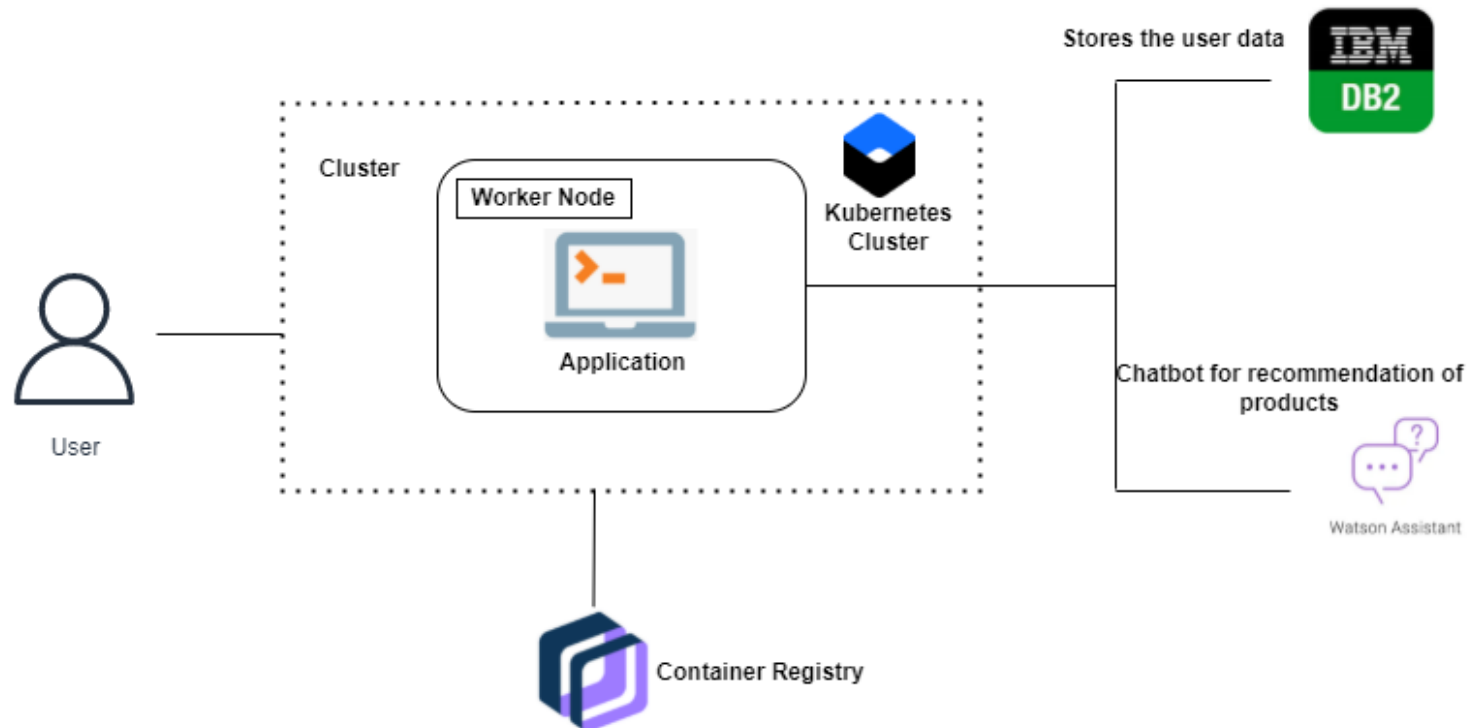 Stores the user data
IBM
DB2
Cluster
Worker Node
Kubernetes
Cluster
Application
Chatbot for recommendation of
products
User
Watson Assistant
Container Registry